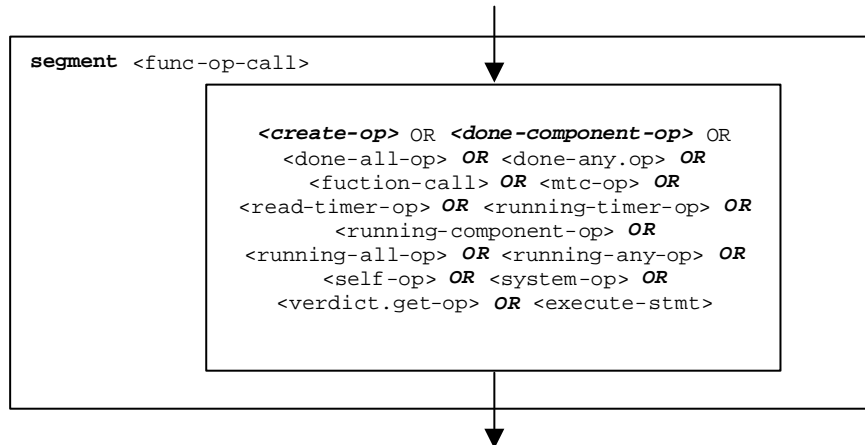 segment <func-op-call>
<create-op> OR <done-component-op> OR
<done-all-op> OR <done-any.op> OR
<fuction-call> OR <mtc-op> OR
<read-timer-op> OR <running-timer-op> OR
<running-component-op> OR
<running-all-op> OR <running-any-op> OR
<self-op> OR <system-op> OR
<verdict.get-op> OR <execute-stmt>